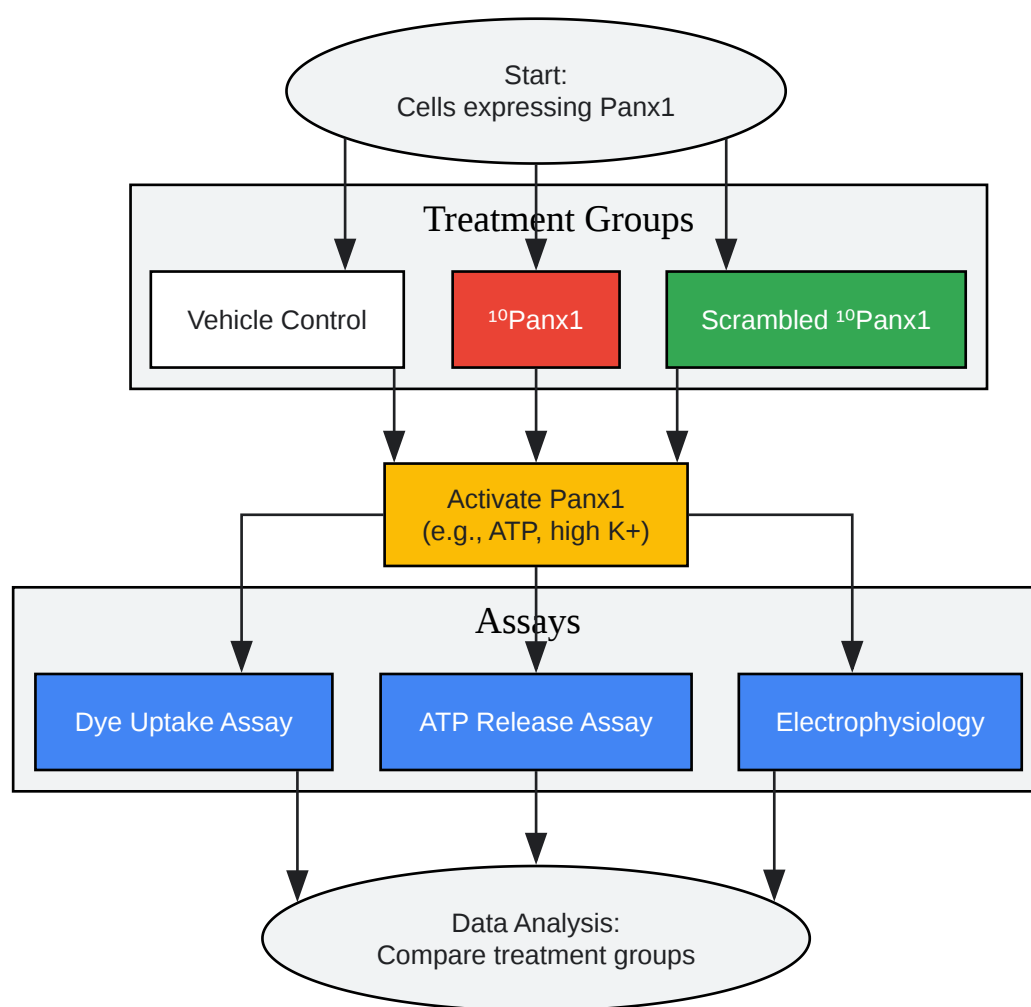 Start:
Cells expressing Panx1
Treatment Groups
Vehicle Control
¹⁰Panx1
Scrambled ¹⁰Panx1
Activate Panx1
(e.g., ATP, high K+)
Assays
Dye Uptake Assay
ATP Release Assay
Electrophysiology
Data Analysis:
Compare treatment groups